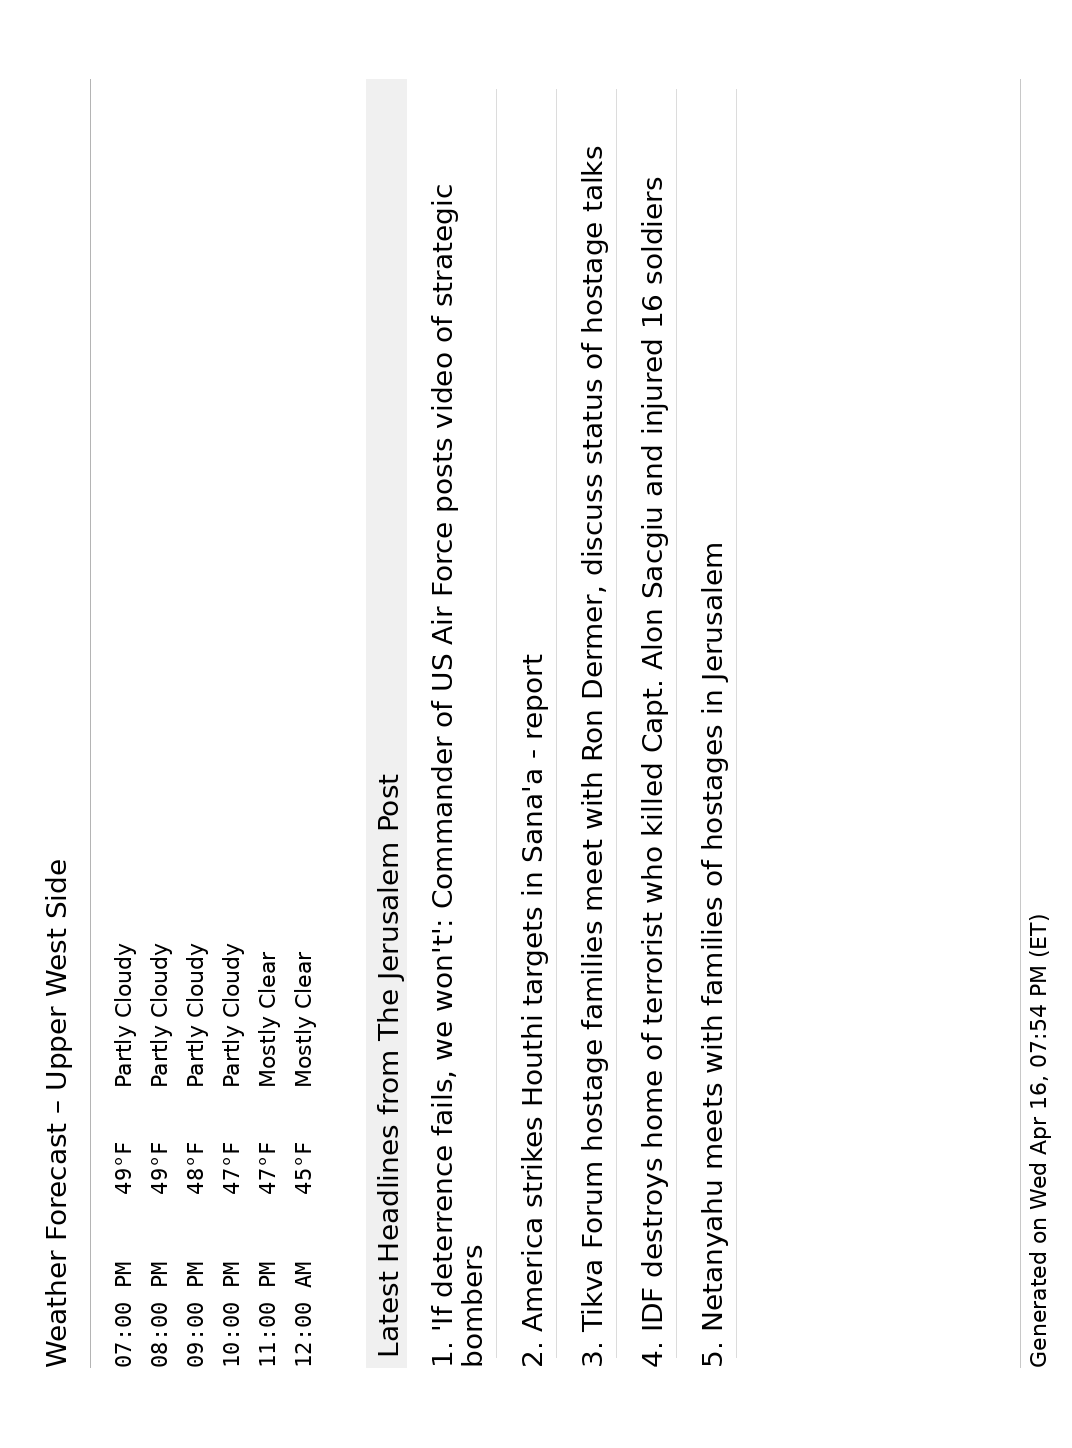 Weather Forecast – Upper West Side
07:00 PM 49°F Partly Cloudy
08:00 PM 49°F Partly Cloudy
09:00 PM 48°F Partly Cloudy
10:00 PM 47°F Partly Cloudy
11:00 PM 47°F Mostly Clear
12:00 AM 45°F Mostly Clear
Latest Headlines from The Jerusalem Post
1. 'If deterrence fails, we won't': Commander of US Air Force posts video of strategic
bombers
2. America strikes Houthi targets in Sana'a - report
3. Tikva Forum hostage families meet with Ron Dermer, discuss status of hostage talks
4. IDF destroys home of terrorist who killed Capt. Alon Sacgiu and injured 16 soldiers
5. Netanyahu meets with families of hostages in Jerusalem
Generated on Wed Apr 16, 07:54 PM (ET)